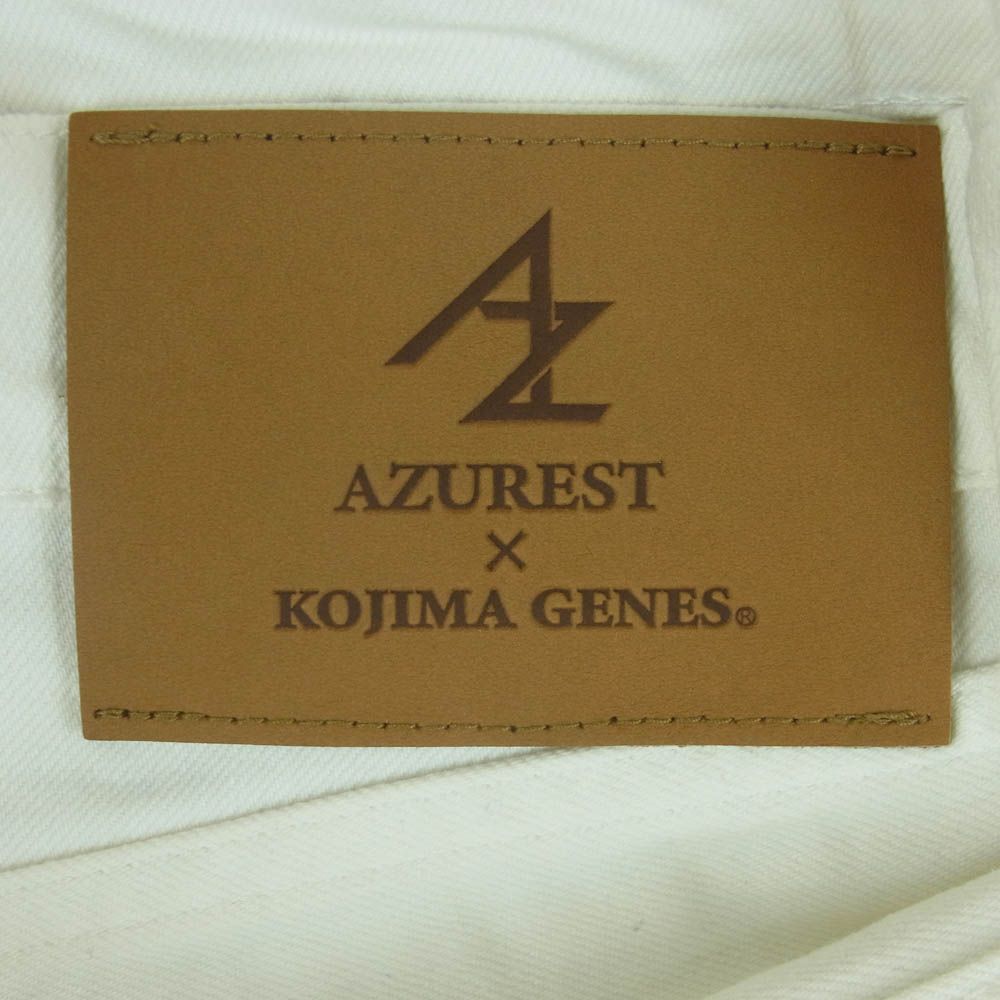 AZ
AZUREST
×
KOJIMA GENES®